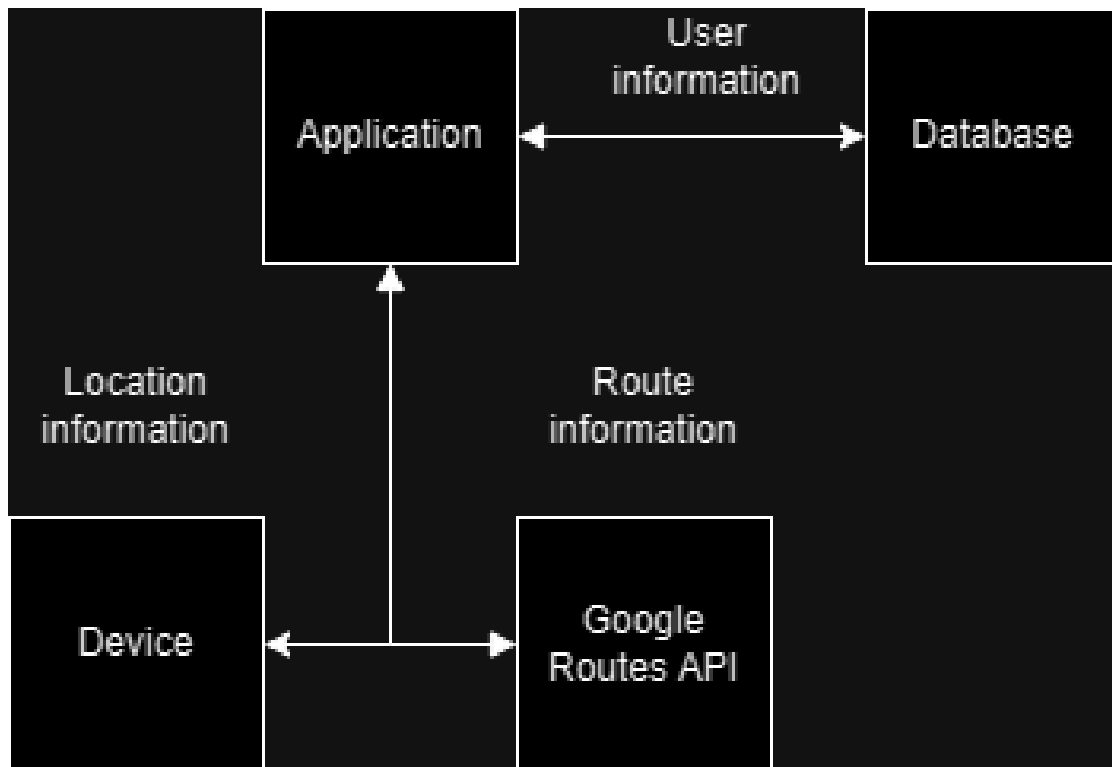 User
information
Application
Database
Location
information
Route
information
Device
Google
Routes API